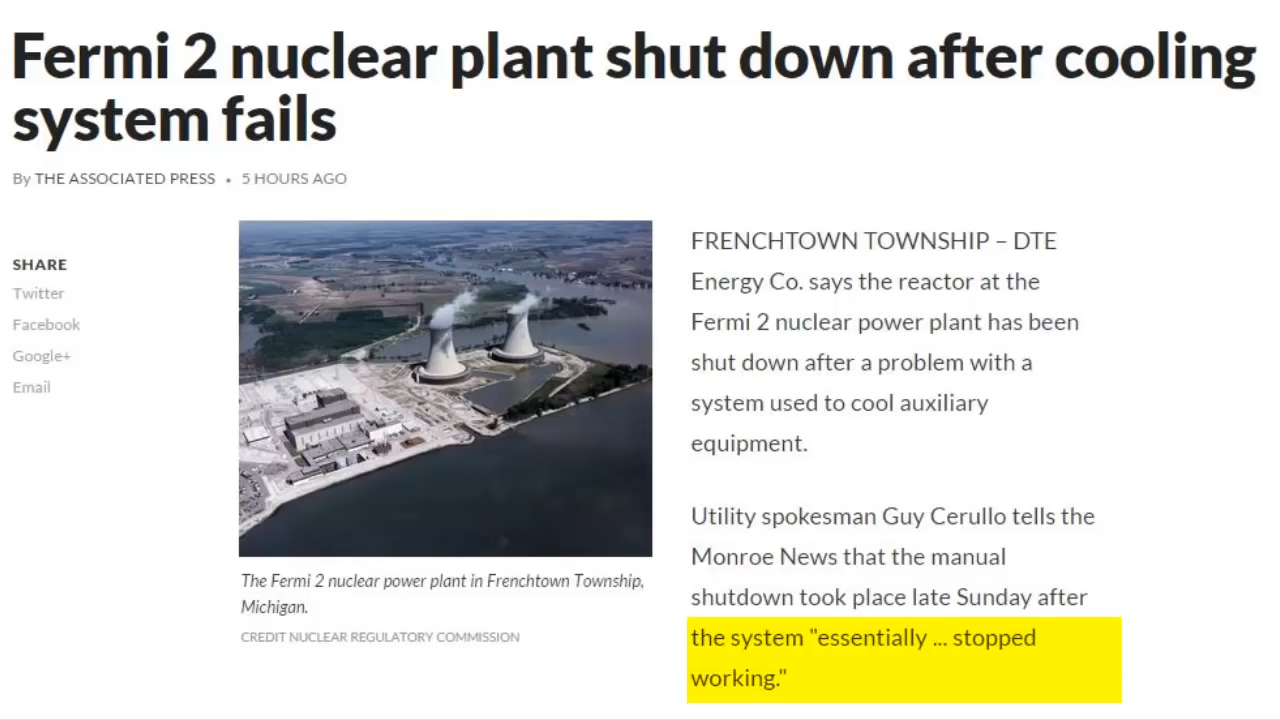 Fermi 2 nuclear plant shut down after cooling
system fails
By THE ASSOCIATED PRESS • 5 HOURS AGO
SHARE
Twitter
Facebook
Google+
Email
The Fermi 2 nuclear power plant in Frenchtown Township,
Michigan.
CREDIT NUCLEAR REGULATORY COMMISSION
FRENCHTOWN TOWNSHIP – DTE
Energy Co. says the reactor at the
Fermi 2 nuclear power plant has been
shut down after a problem with a
system used to cool auxiliary
equipment.
Utility spokesman Guy Cerullo tells the
Monroe News that the manual
shutdown took place late Sunday after
the system "essentially ... stopped
working."